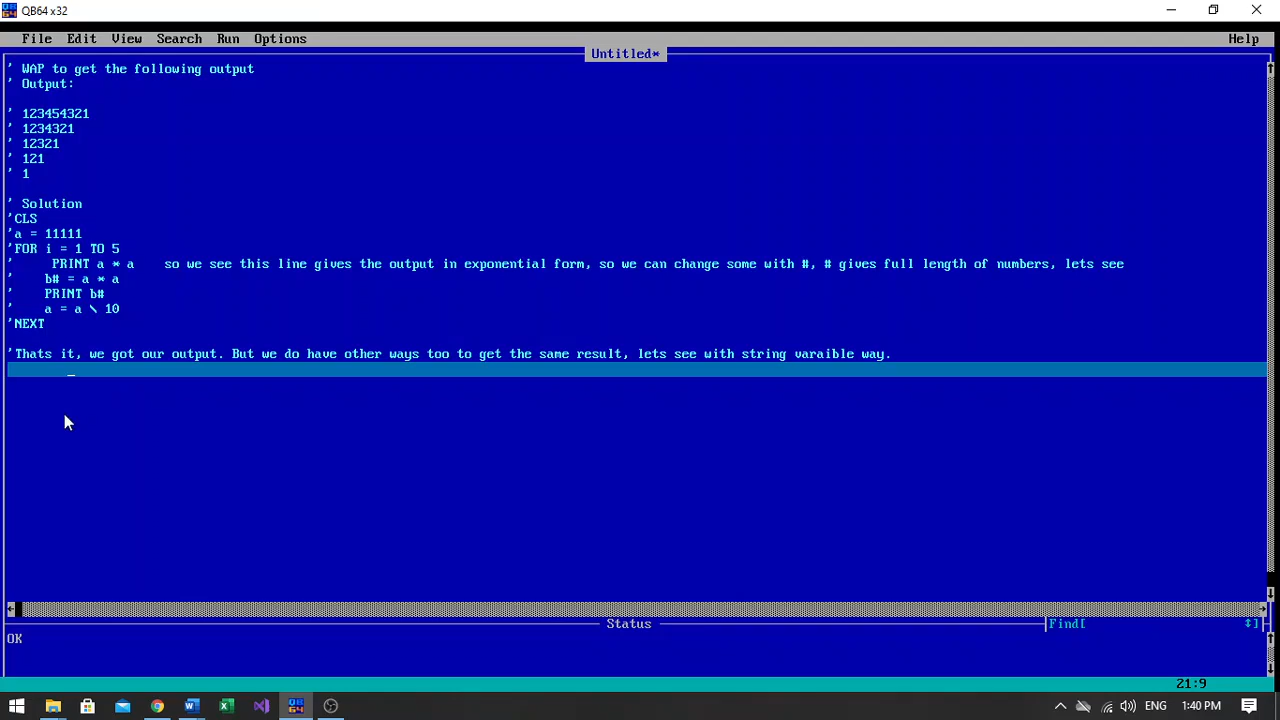 QB64 x32
File Edit View Search Run Options Help
Untitled*
' WAP to get the following output
' Output:
' 123454321
' 1234321
' 12321
' 121
' 1
' Solution
'CLS
'a = 11111
'FOR i = 1 TO 5
'     PRINT a * a    so we see this line gives the output in exponential form, so we can change some with #, # gives full length of numbers, lets see
'    b# = a * a
'    PRINT b#
'    a = a \ 10
'NEXT
'Thats it, we got our output. But we do have other ways too to get the same result, lets see with string varaible way.
Status
Find[
OK
21:9
ENG 1:40 PM